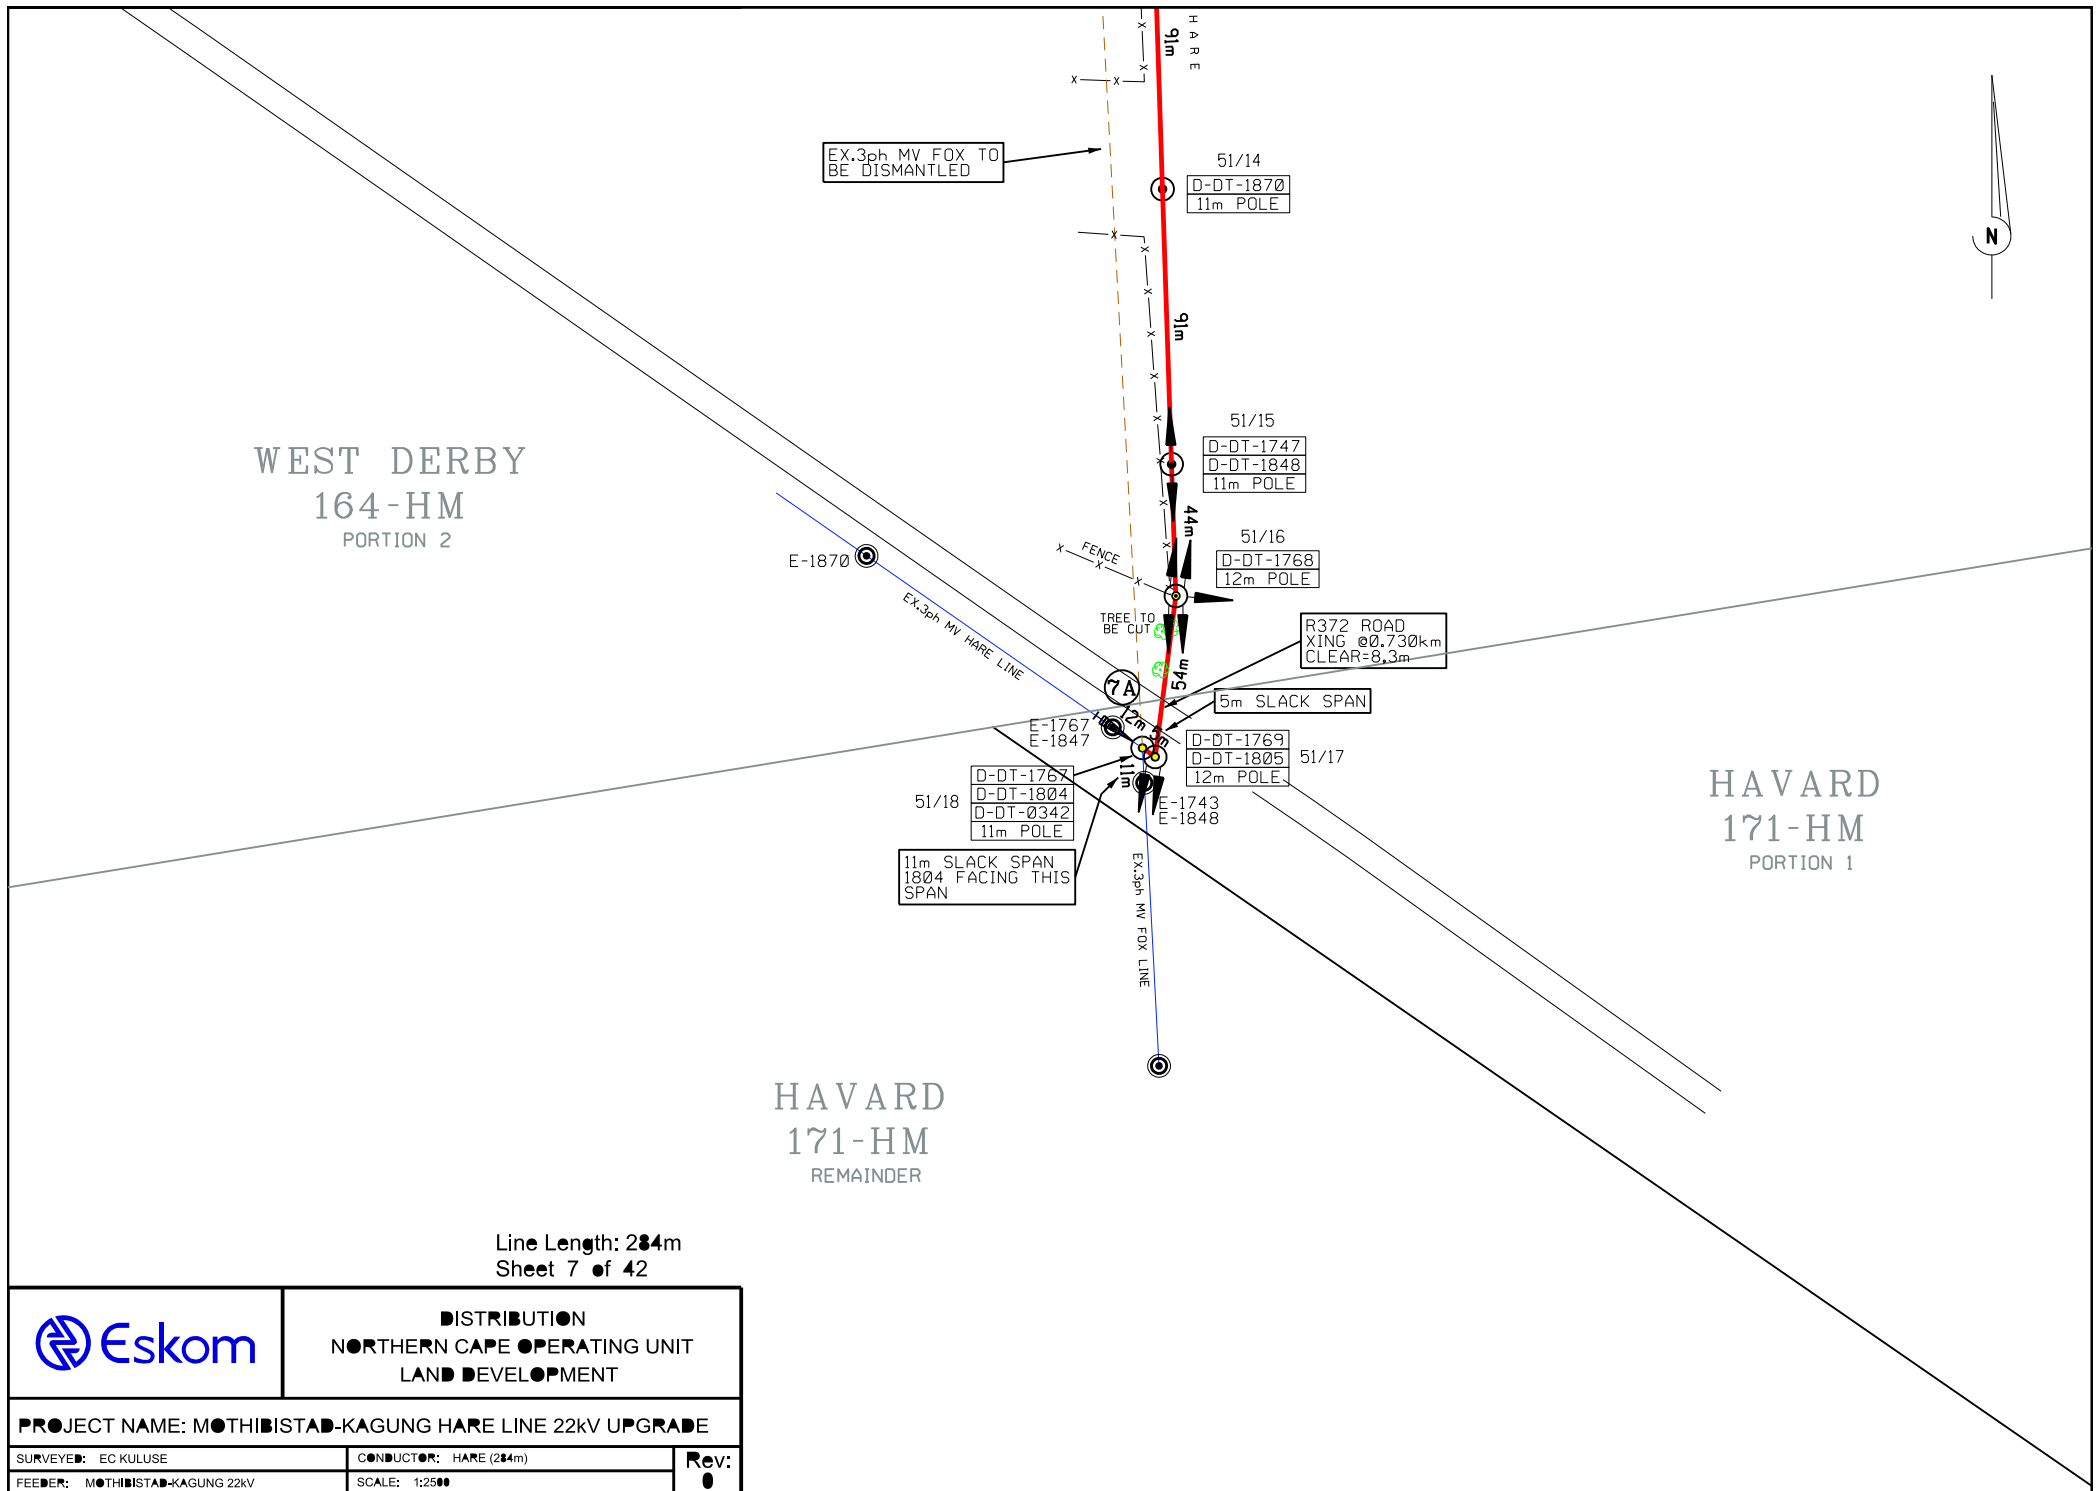 HARE
91m
EX.3ph MV FOX TO
BE DISMANTLED
51/14
D-DT-1870
11m POLE
N
91m
51/15
D-DT-1747
D-DT-1848
11m POLE
WEST DERBY
164-HM
PORTION 2
44m
51/16
D-DT-1768
12m POLE
FENCE
E-1870
EX.3ph MV HARE LINE
TREE TO
BE CUT
R372 ROAD
XING @0.730km
CLEAR=8.3m
54m
7A
5m SLACK SPAN
E-1767
E-1847
12m
D-DT-1769
D-DT-1805
12m POLE
51/17
11m
51/18
D-DT-1767
D-DT-1804
D-DT-0342
11m POLE
E-1743
E-1848
HAVARD
171-HM
PORTION 1
11m SLACK SPAN
1804 FACING THIS
SPAN
EX.3ph MV FOX LINE
HAVARD
171-HM
REMAINDER
Line Length: 284m
Sheet 7 of 42
Eskom
DISTRIBUTION
NORTHERN CAPE OPERATING UNIT
LAND DEVELOPMENT
PROJECT NAME: MOTHIBISTAD-KAGUNG HARE LINE 22kV UPGRADE
SURVEYED: EC KULUSE
CONDUCTOR: HARE (284m)
Rev:
0
FEEDER: MOTHIBISTAD-KAGUNG 22kV
SCALE: 1:2500